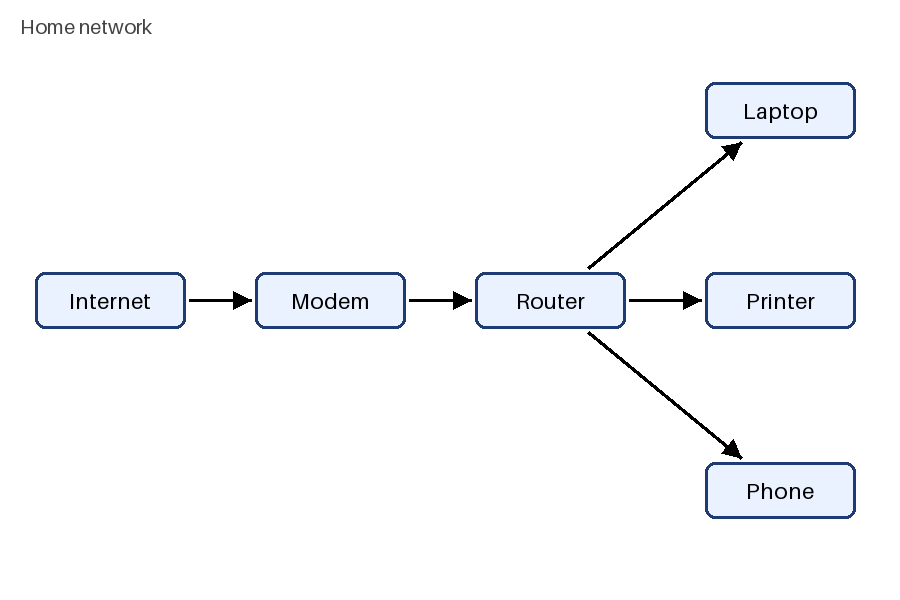 Home network
Laptop
Internet
Modem
Router
Printer
Phone